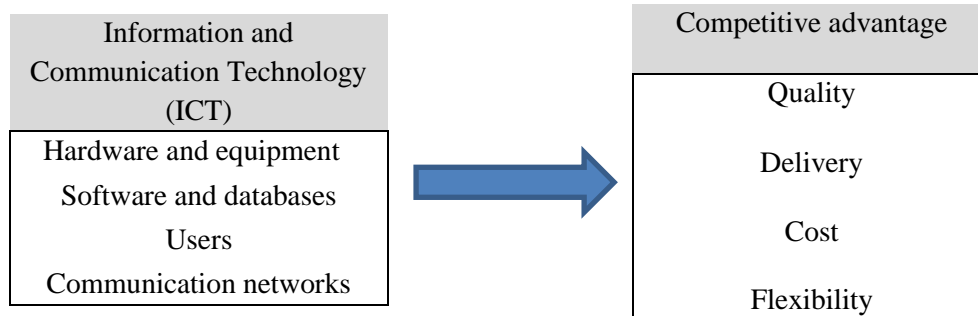 Information and
Communication Technology
(ICT)
Hardware and equipment
Software and databases
Users
Communication networks
Competitive advantage
Quality
Delivery
Cost
Flexibility